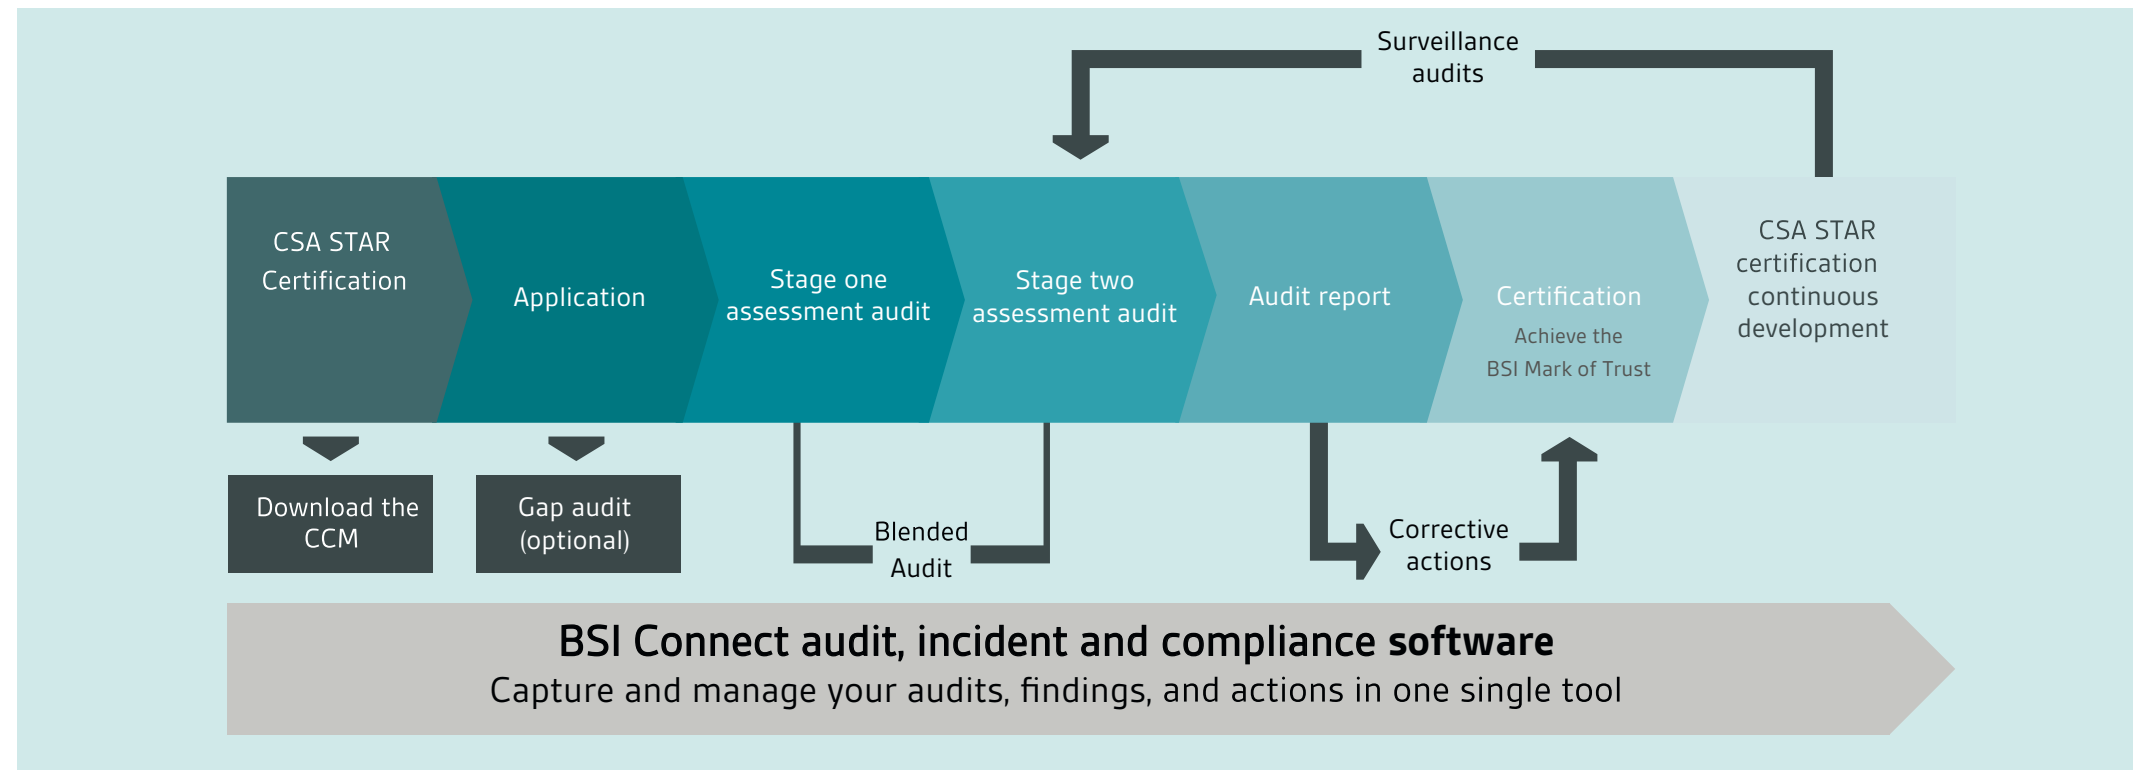 Surveillance
audits
CSA STAR
Certification
Application
Stage one
assessment audit
Stage two
assessment audit
Audit report
Certification
Achieve the
BSI Mark of Trust
CSA STAR
certification
continuous
development
Download the
CCM
Gap audit
(optional)
Blended
Audit
Corrective
actions
BSI Connect audit, incident and compliance software
Capture and manage your audits, findings, and actions in one single tool